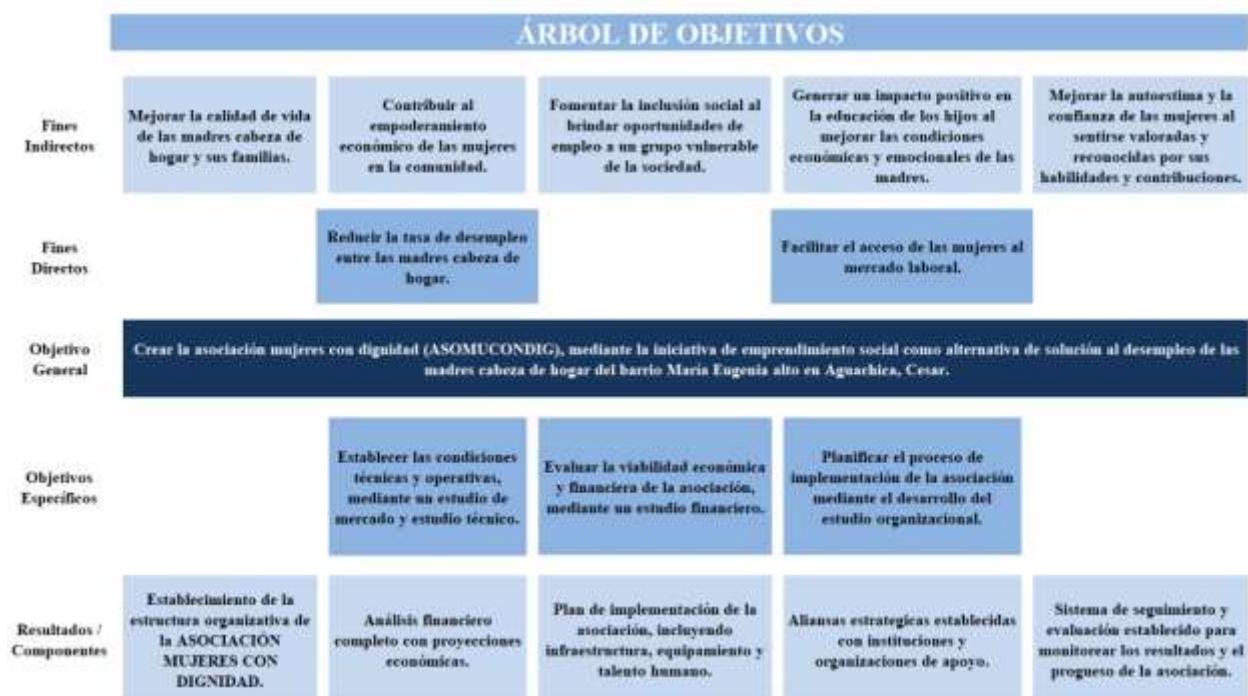 ÁRBOL DE OBJETIVOS
Fines
Indirectos
Mejorar la calidad de vida
de las madres cabeza de
hogar y sus familias.
Contribuir al
empoderamiento
económico de las mujeres
en la comunidad.
Fomentar la inclusión social al
brindar oportunidades de
empleo a un grupo vulnerable
de la sociedad.
Generar un impacto positivo en
la educación de los hijos al
mejorar las condiciones
económicas y emocionales de las
madres.
Mejorar la autoestima y la
confianza de las mujeres al
sentirse valoradas y
reconocidas por sus
habilidades y contribuciones.
Fines
Directos
Reducir la tasa de desempleo
entre las madres cabeza de
hogar.
Facilitar el acceso de las mujeres al
mercado laboral.
Objetivo
General
Crear la asociación mujeres con dignidad (ASOMUCONDIG), mediante la iniciativa de emprendimiento social como alternativa de solución al desempleo de las
madres cabeza de hogar del barrio María Eugenia alto en Aguachica, Cesar.
Objetivos
Específicos
Establecer las condiciones
técnicas y operativas,
mediante un estudio de
mercado y estudio técnico.
Evaluar la viabilidad económica
y financiera de la asociación,
mediante un estudio financiero.
Planificar el proceso de
implementación de la asociación
mediante el desarrollo del
estudio organizacional.
Resultados /
Componentes
Establecimiento de la
estructura organizativa de
la ASOCIACIÓN
MUJERES CON
DIGNIDAD.
Análisis financiero
completo con proyecciones
económicas.
Plan de implementación de la
asociación, incluyendo
infraestructura, equipamiento y
talento humano.
Aliansas estrategicas establecidas
con instituciones y
organizaciones de apoyo.
Sistema de seguimiento y
evaluación establecido para
monitorear los resultados y el
progueso de la asociación.